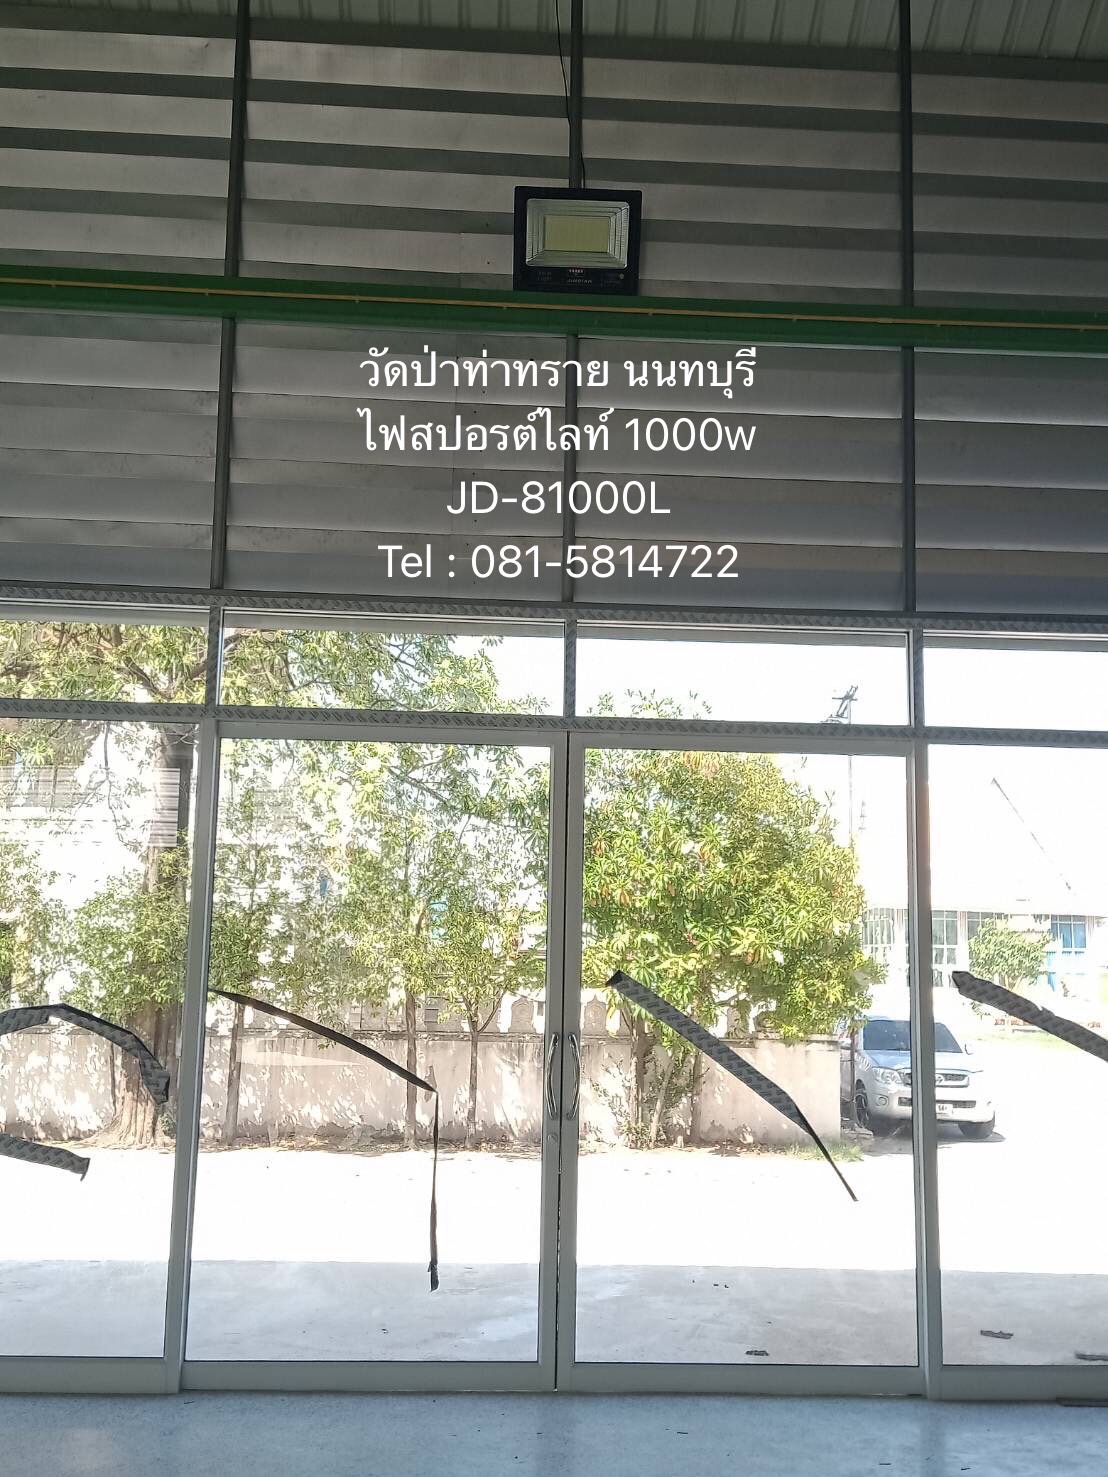 วัดป่าท่าทราย นนทบุรี
ไฟสปอรต์ไลท์ 1000w
JD-81000L
Tel : 081-5814722